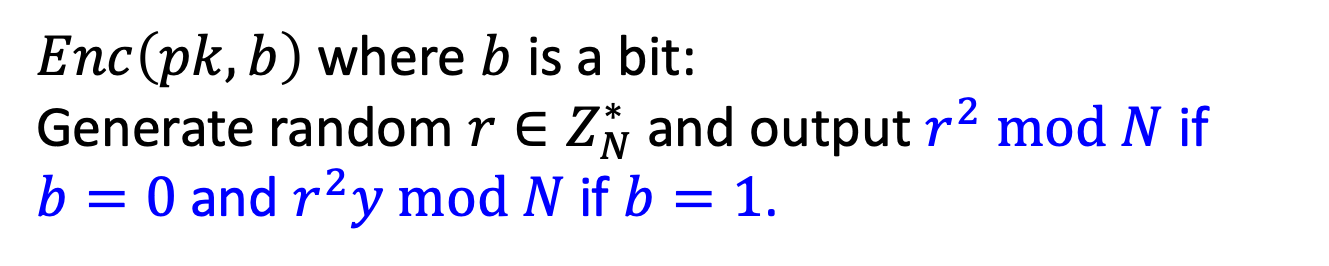 Enc(pk, b) where b is a bit:
Generate random r ∈ Z*_N and output r² mod N if
b = 0 and r²y mod N if b = 1.